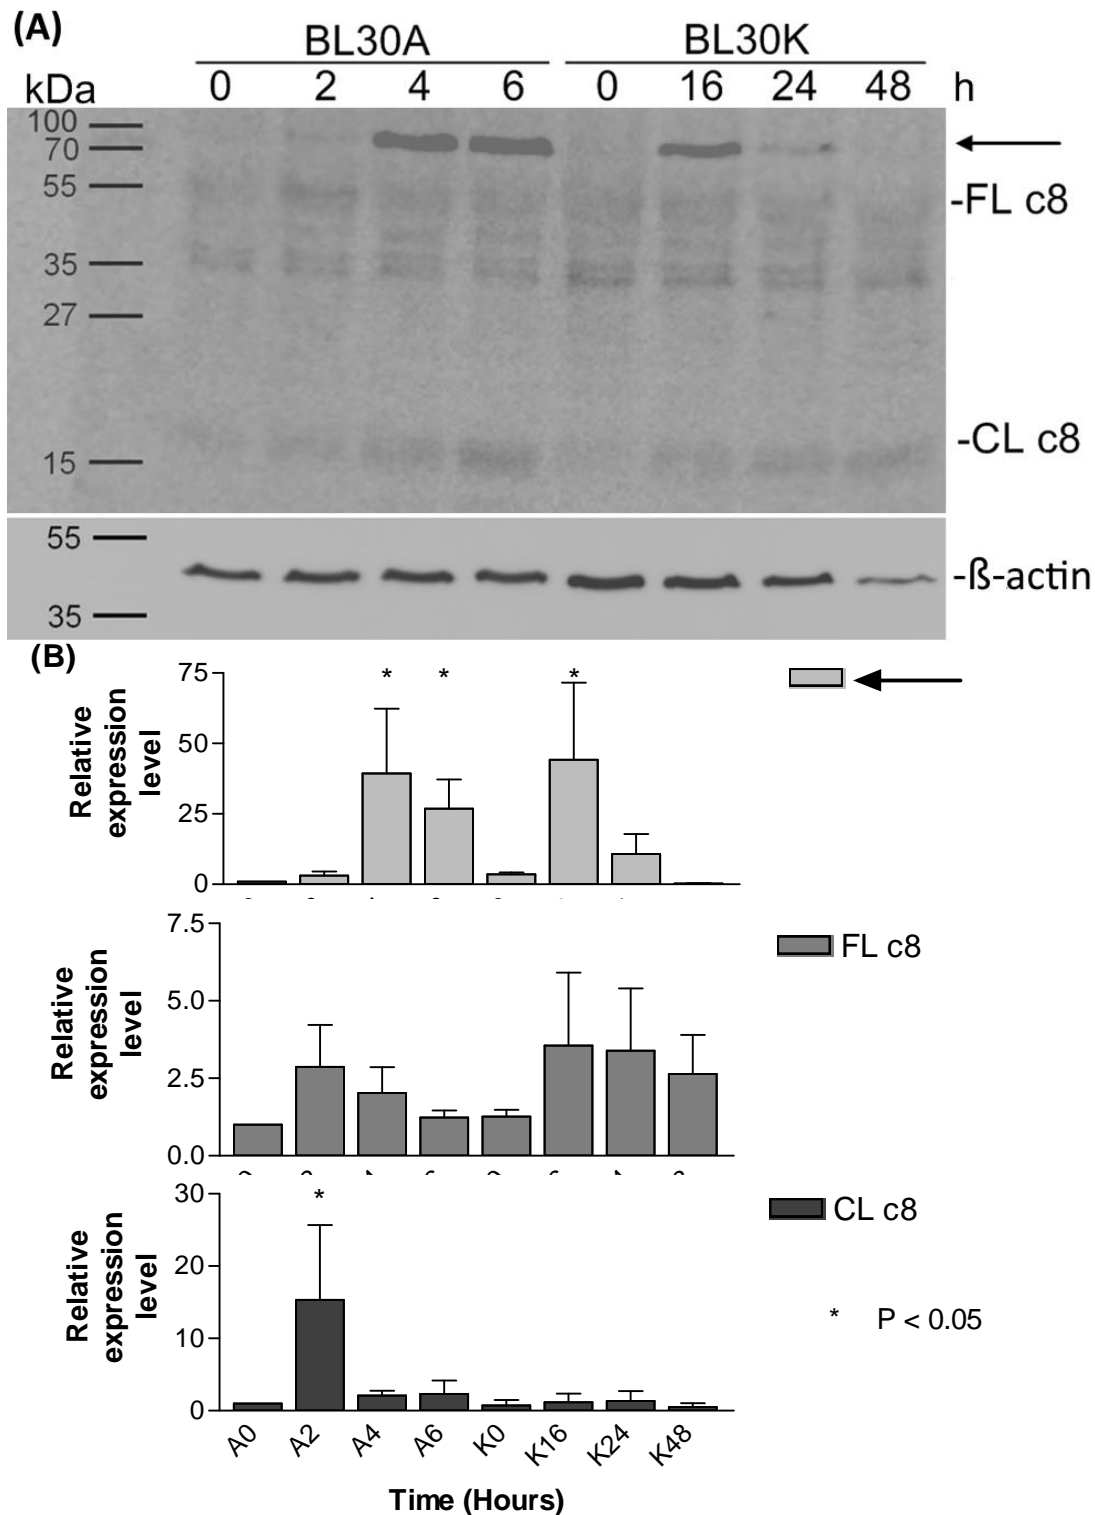 (A)
BL30A BL30K
kDa 0 2 4 6 0 16 24 48 h
100
70
55
-FL c8
35
27
-CL c8
15
55
-ß-actin
35
(B)
75
50
25
0
Relative
expression
level
* * *
7.5
5.0
2.5
0.0
Relative
expression
level
FL c8
30
20
10
0
Relative
expression
level
*
CL c8
* P < 0.05
A0 A2 A4 A6 K0 K16 K24 K48
Time (Hours)